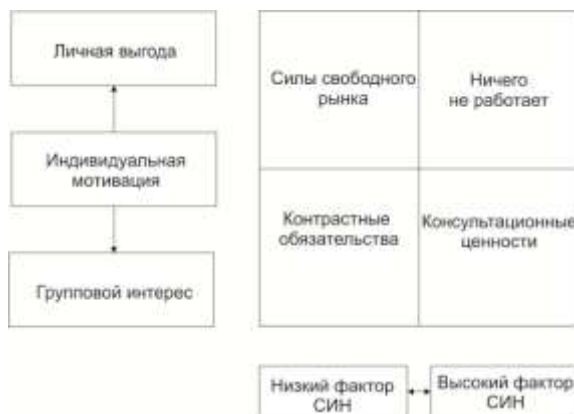 Личная выгода
Силы свободного
рынка
Ничего
не работает
Индивидуальная
мотивация
Контрастные
обязательства
Консультационные
ценности
Групповой интерес
Низкий фактор
СИН
Высокий фактор
СИН